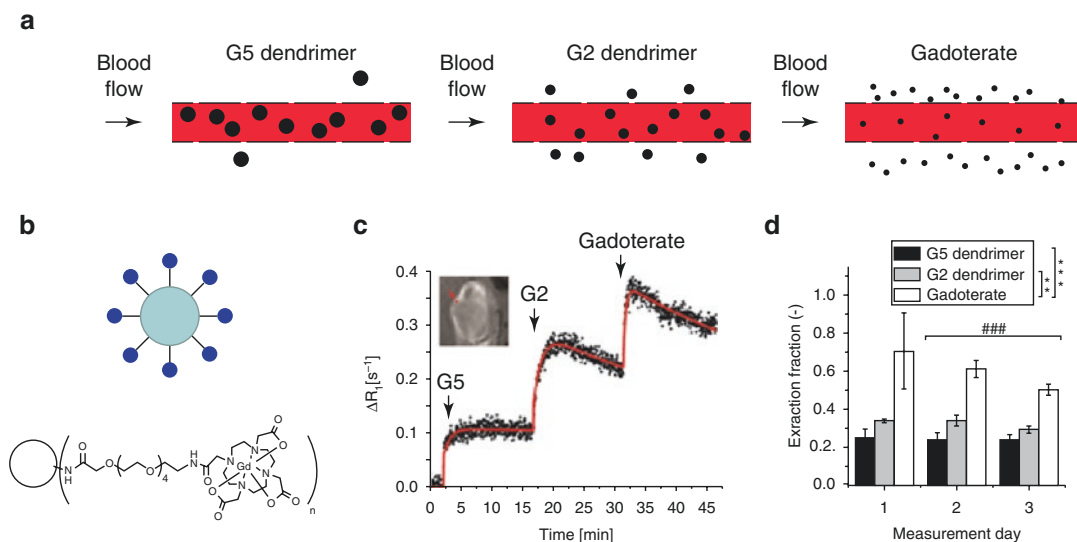 a
G5 dendrimer
G2 dendrimer
Gadoterate
Blood
flow
Blood
flow
Blood
flow
b
O
N
H
O
O
4
H
N
O
N
N
N
N
Gd
O
O
O
O
O
O
n
c
Gadoterate
G2
G5
0.4
0.3
0.2
0.1
0.0
ΔR1[s–1]
0 5 10 15 20 25 30 35 40 45
Time [min]
d
G5 dendrimer
G2 dendrimer
Gadoterate
* *
* * *
###
1.0
0.8
0.6
0.4
0.2
0.0
Exraction fraction (-)
1 2 3
Measurement day